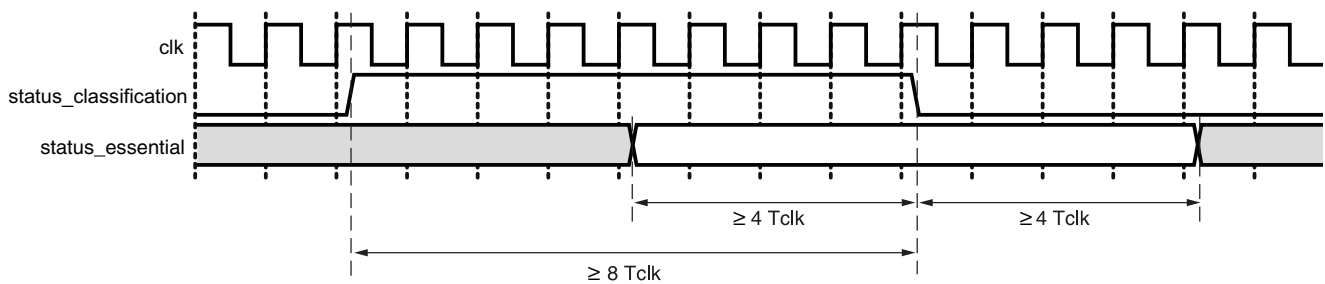 clk
status_classification
status_essential
≥ 4 Tclk
≥ 4 Tclk
≥ 8 Tclk